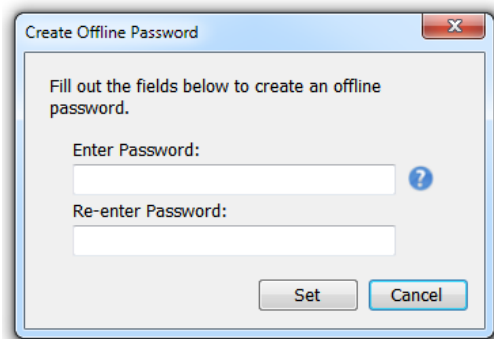 Create Offline Password
Fill out the fields below to create an offline
password.
Enter Password:
Re-enter Password:
Set
Cancel